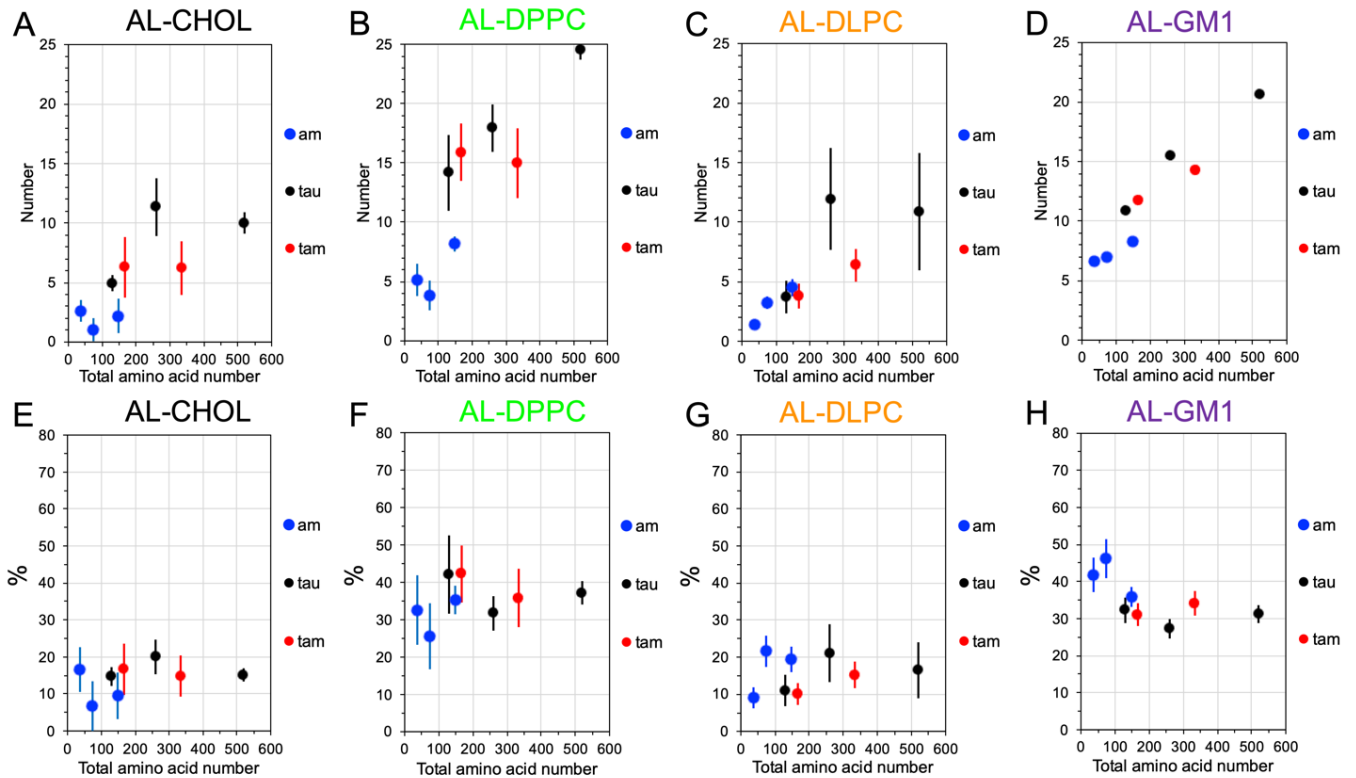 A AL-CHOL
25
20
15
10
5
0
Number
0 100 200 300 400 500 600
Total amino acid number
am
tau
tam
B AL-DPPC
25
20
15
10
5
0
Number
0 100 200 300 400 500 600
Total amino acid number
am
tau
tam
C AL-DLPC
25
20
15
10
5
0
Number
0 100 200 300 400 500 600
Total amino acid number
am
tau
tam
D AL-GM1
25
20
15
10
5
0
Number
0 100 200 300 400 500 600
Total amino acid number
am
tau
tam
E AL-CHOL
80
70
60
50
40
30
20
10
0
%
0 100 200 300 400 500 600
Total amino acid number
am
tau
tam
F AL-DPPC
80
70
60
50
40
30
20
10
0
%
0 100 200 300 400 500 600
Total amino acid number
am
tau
tam
G AL-DLPC
80
70
60
50
40
30
20
10
0
%
0 100 200 300 400 500 600
Total amino acid number
am
tau
tam
H AL-GM1
80
70
60
50
40
30
20
10
0
%
0 100 200 300 400 500 600
Total amino acid number
am
tau
tam